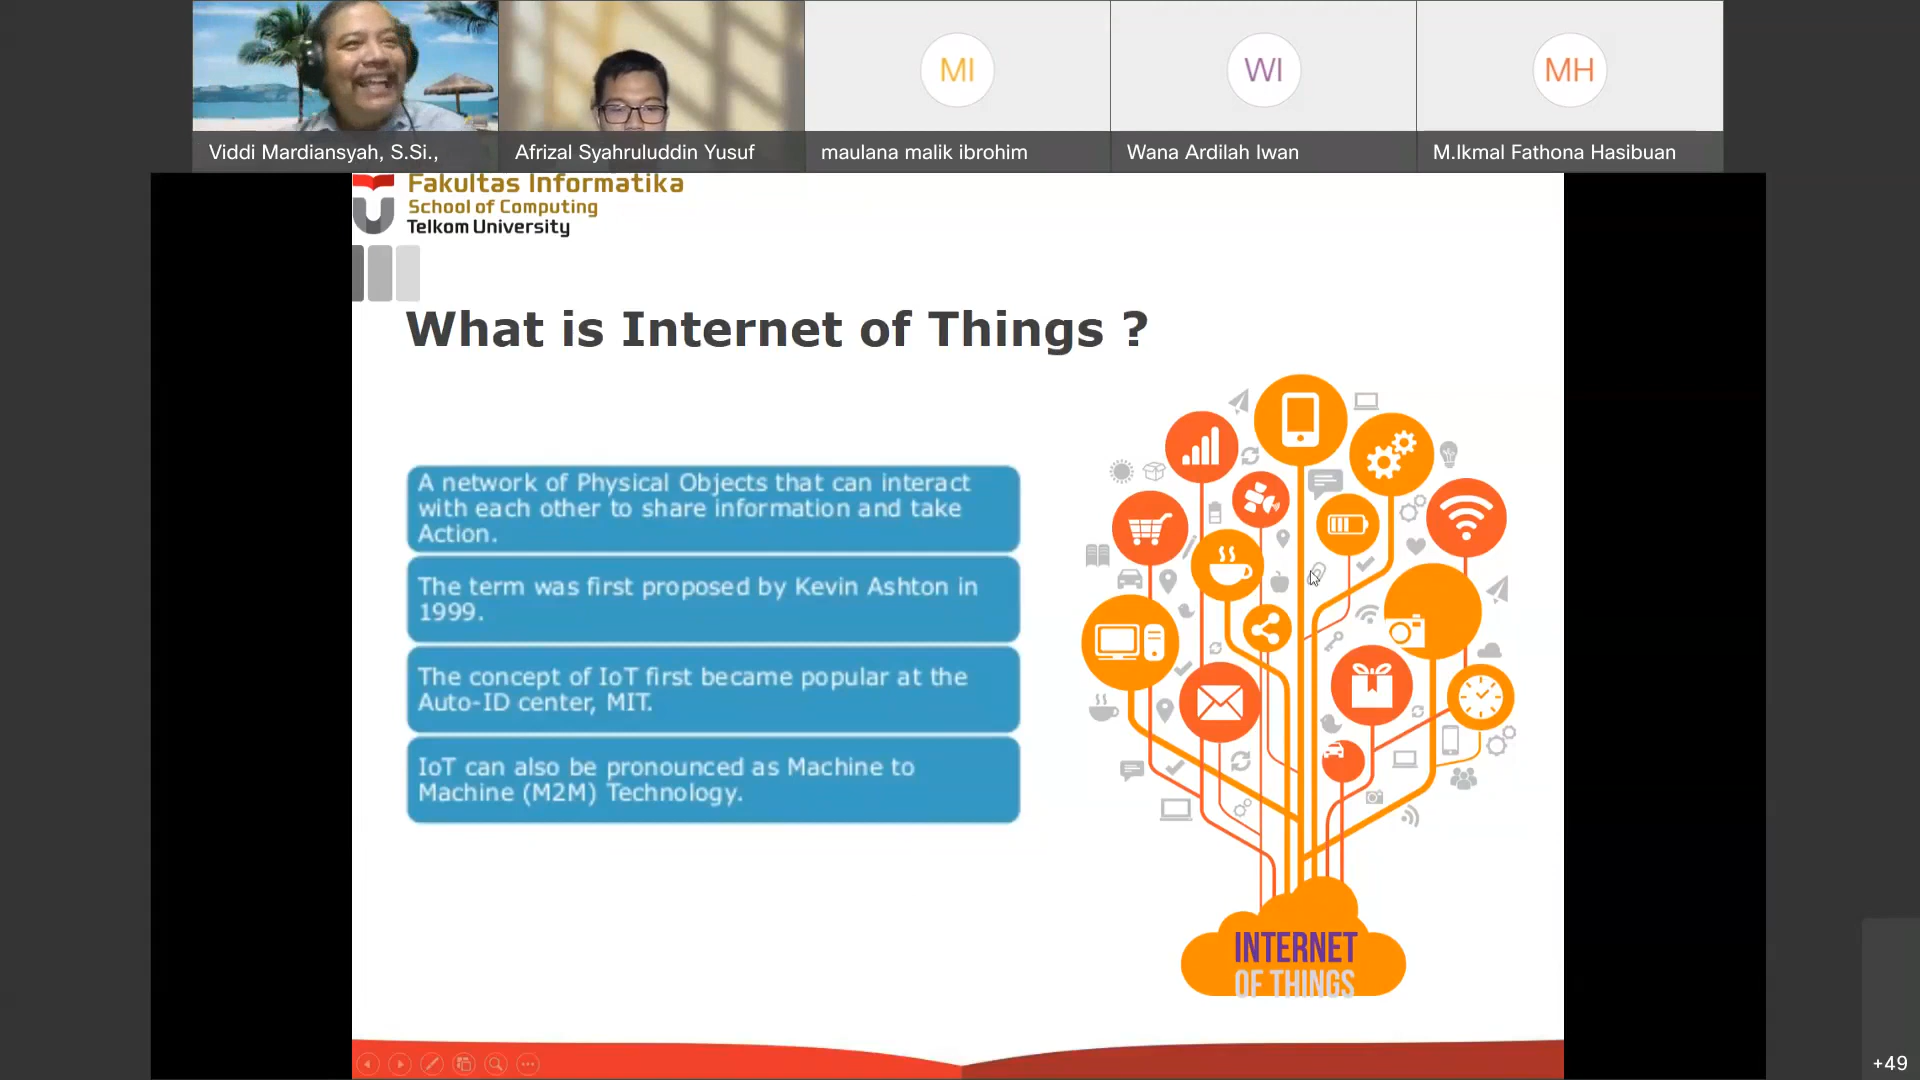 MI
WI
MH
Viddi Mardiansyah, S.Si.,
Afrizal Syahruluddin Yusuf
maulana malik ibrohim
Wana Ardilah Iwan
M.Ikmal Fathona Hasibuan
Fakultas Informatika
School of Computing
Telkom University
What is Internet of Things ?
A network of Physical Objects that can interact
with each other to share information and take
Action.
The term was first proposed by Kevin Ashton in
1999.
The concept of IoT first became popular at the
Auto-ID center, MIT.
IoT can also be pronounced as Machine to
Machine (M2M) Technology.
INTERNET
OF THINGS
+49